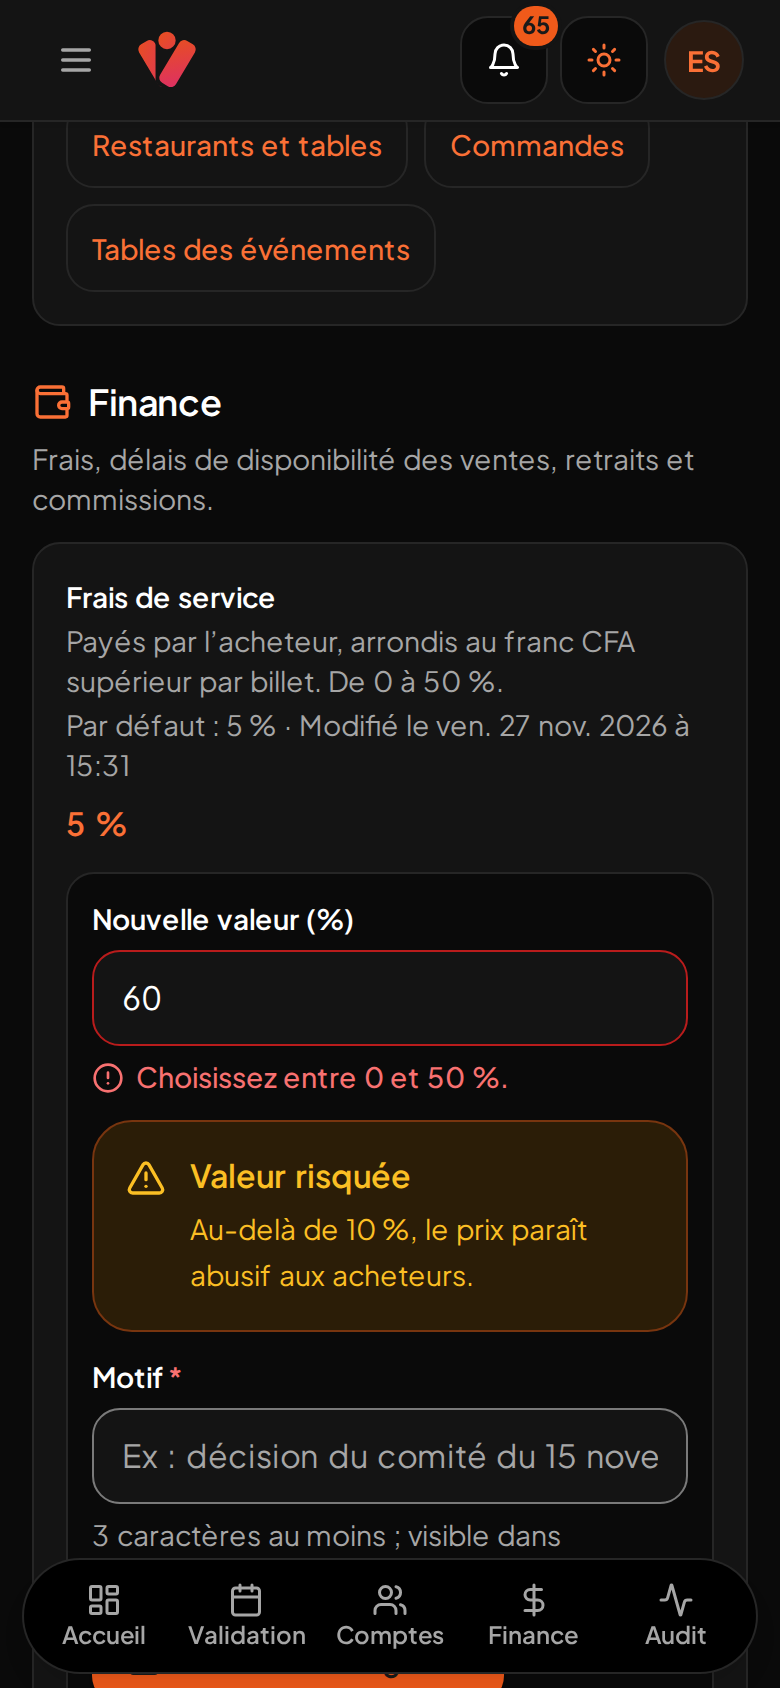 65
ES
Restaurants et tables
Commandes
Tables des événements
Finance
Frais, délais de disponibilité des ventes, retraits et
commissions.
Frais de service
Payés par l’acheteur, arrondis au franc CFA
supérieur par billet. De 0 à 50 %.
Par défaut : 5 % · Modifié le ven. 27 nov. 2026 à
15:31
5 %
Nouvelle valeur (%)
60
Choisissez entre 0 et 50 %.
Valeur risquée
Au-delà de 10 %, le prix paraît
abusif aux acheteurs.
Motif *
Ex : décision du comité du 15 nove
3 caractères au moins ; visible dans
Accueil
Validation
Comptes
Finance
Audit